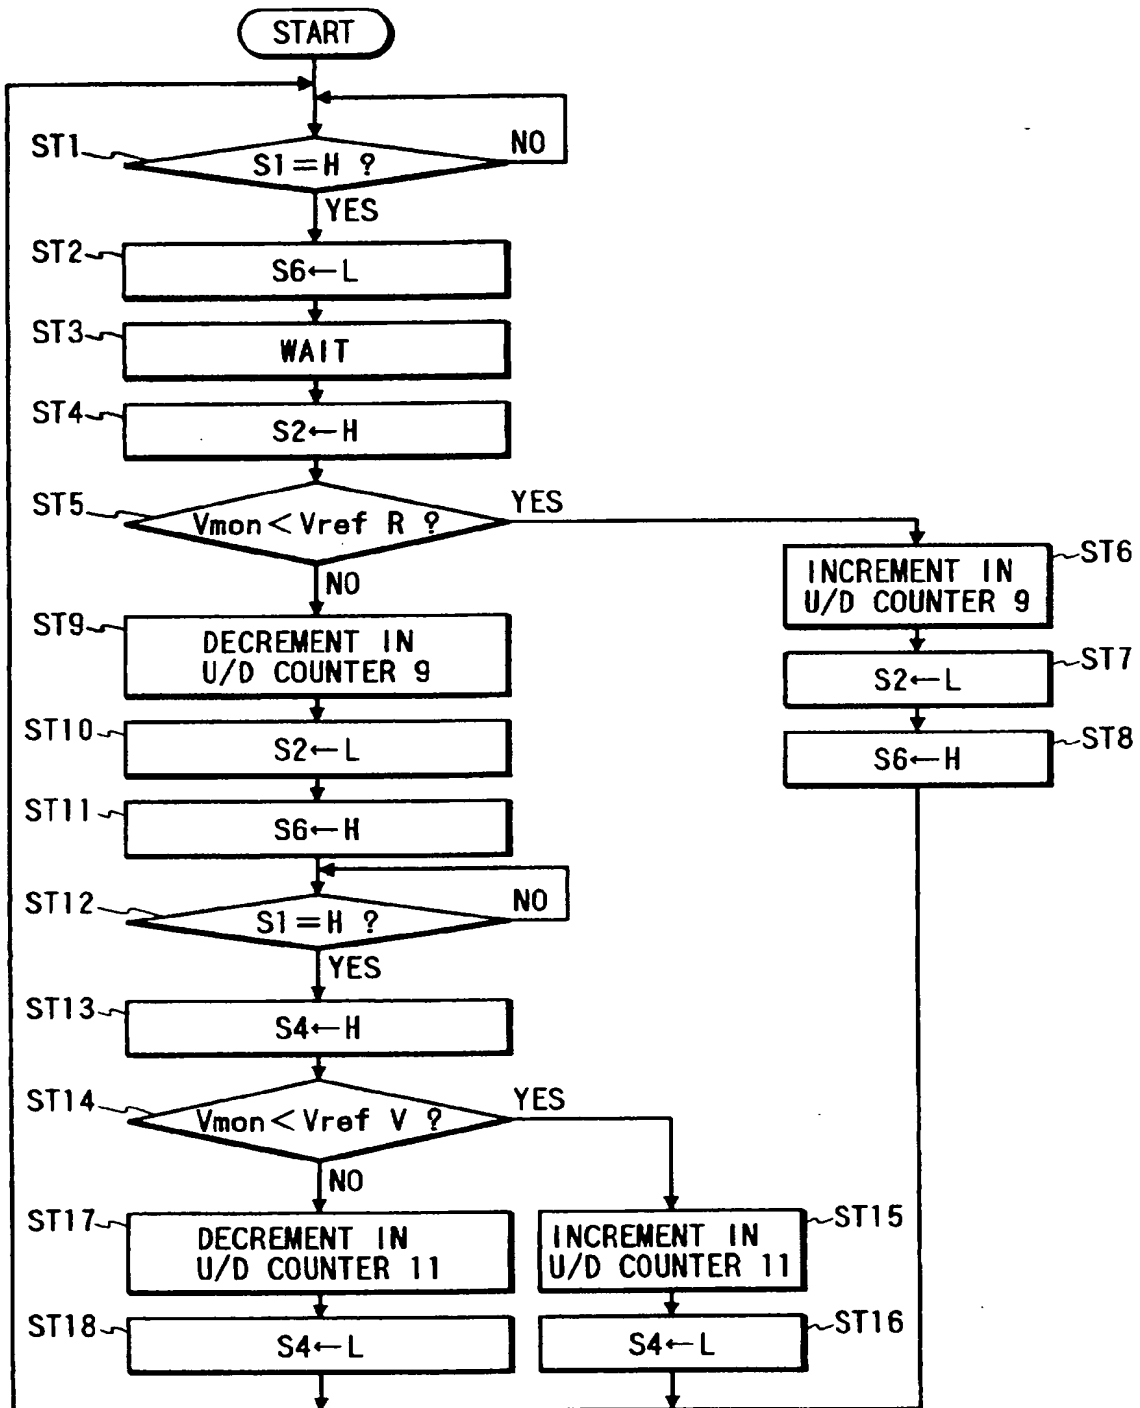 START
ST1
S1=H ?
NO
YES
ST2
S6←L
ST3
WAIT
ST4
S2←H
ST5
Vmon<Vref R ?
YES
NO
ST6
INCREMENT IN
U/D COUNTER 9
ST7
S2←L
ST8
S6←H
ST9
DECREMENT IN
U/D COUNTER 9
ST10
S2←L
ST11
S6←H
ST12
S1=H ?
NO
YES
ST13
S4←H
ST14
Vmon<Vref V ?
YES
NO
ST17
DECREMENT IN
U/D COUNTER 11
ST15
INCREMENT IN
U/D COUNTER 11
ST18
S4←L
ST16
S4←L